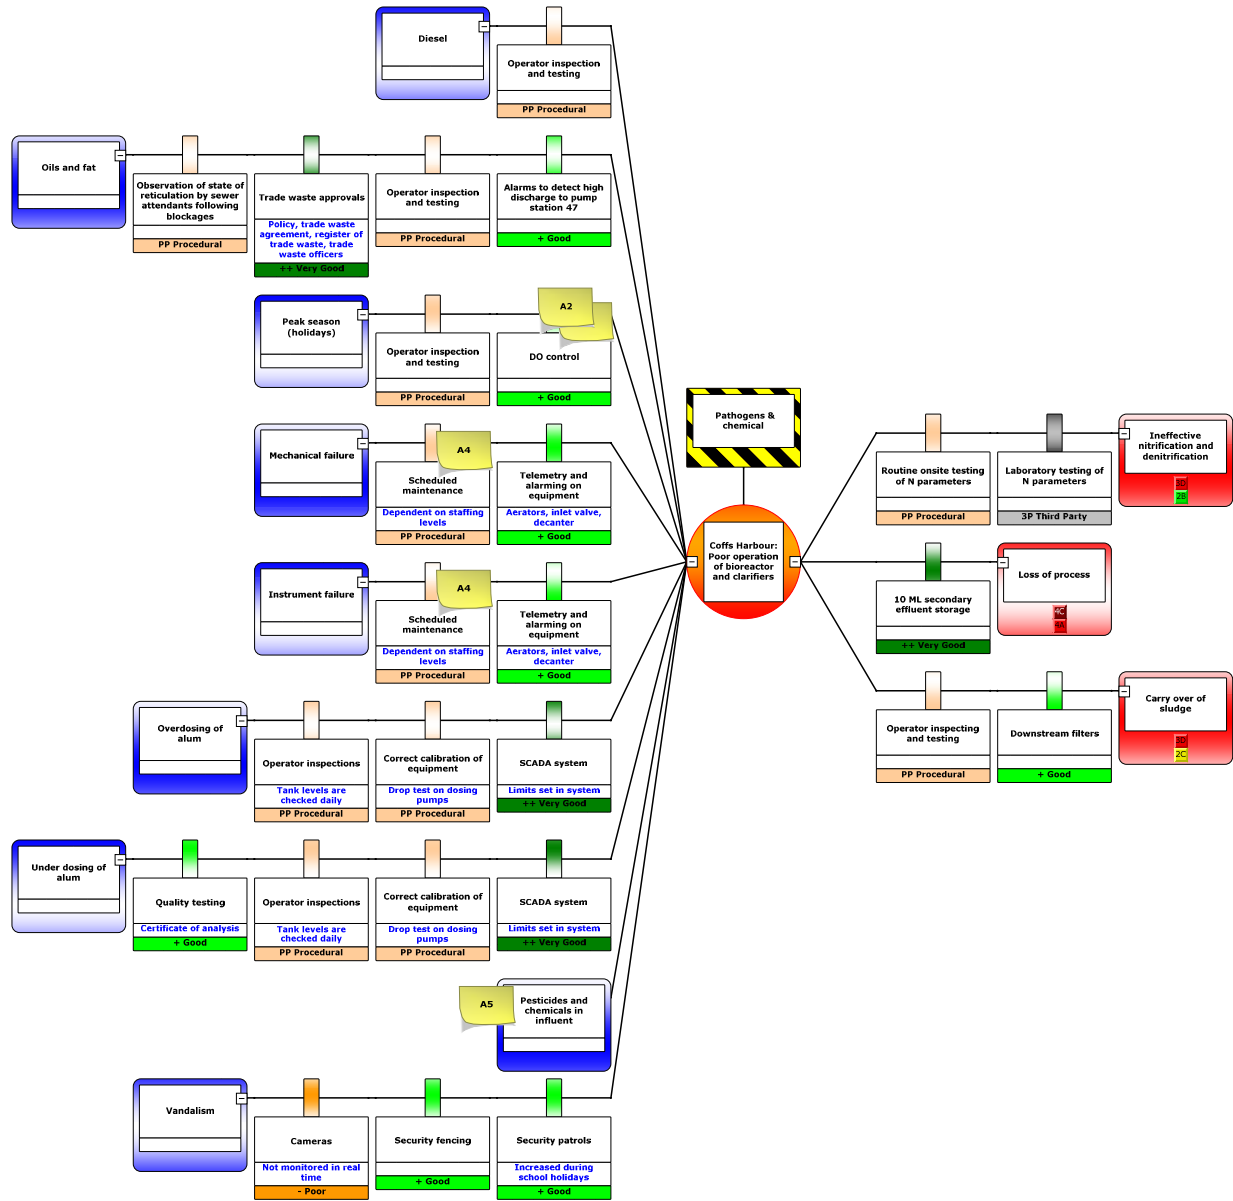 Diesel
Operator inspection
and testing
PP Procedural
Oils and fat
Observation of state of
reticulation by sewer
attendants following
blockages
PP Procedural
Trade waste approvals
Policy, trade waste
agreement, register of
trade waste, trade
waste officers
++ Very Good
Operator inspection
and testing
PP Procedural
Alarms to detect high
discharge to pump
station 47
+ Good
Peak season
(holidays)
Operator inspection
and testing
PP Procedural
A2
DO control
+ Good
Mechanical failure
A4
Scheduled
maintenance
Dependent on staffing
levels
PP Procedural
Telemetry and
alarming on
equipment
Aerators, inlet valve,
decanter
+ Good
Instrument failure
A4
Scheduled
maintenance
Dependent on staffing
levels
PP Procedural
Telemetry and
alarming on
equipment
Aerators, inlet valve,
decanter
+ Good
Overdosing of
alum
Operator inspections
Tank levels are
checked daily
PP Procedural
Correct calibration of
equipment
Drop test on dosing
pumps
PP Procedural
SCADA system
Limits set in system
++ Very Good
Under dosing of
alum
Quality testing
Certificate of analysis
+ Good
Operator inspections
Tank levels are
checked daily
PP Procedural
Correct calibration of
equipment
Drop test on dosing
pumps
PP Procedural
SCADA system
Limits set in system
++ Very Good
A5
Pesticides and
chemicals in
influent
Vandalism
Cameras
Not monitored in real
time
- Poor
Security fencing
+ Good
Security patrols
Increased during
school holidays
+ Good
Pathogens &
chemical
Coffs Harbour:
Poor operation
of bioreactor
and clarifiers
Routine onsite testing
of N parameters
PP Procedural
Laboratory testing of
N parameters
3P Third Party
Ineffective
nitrification and
denitrification
3D
2B
10 ML secondary
effluent storage
++ Very Good
Loss of process
4C
4A
Operator inspecting
and testing
PP Procedural
Downstream filters
+ Good
Carry over of
sludge
3D
2C